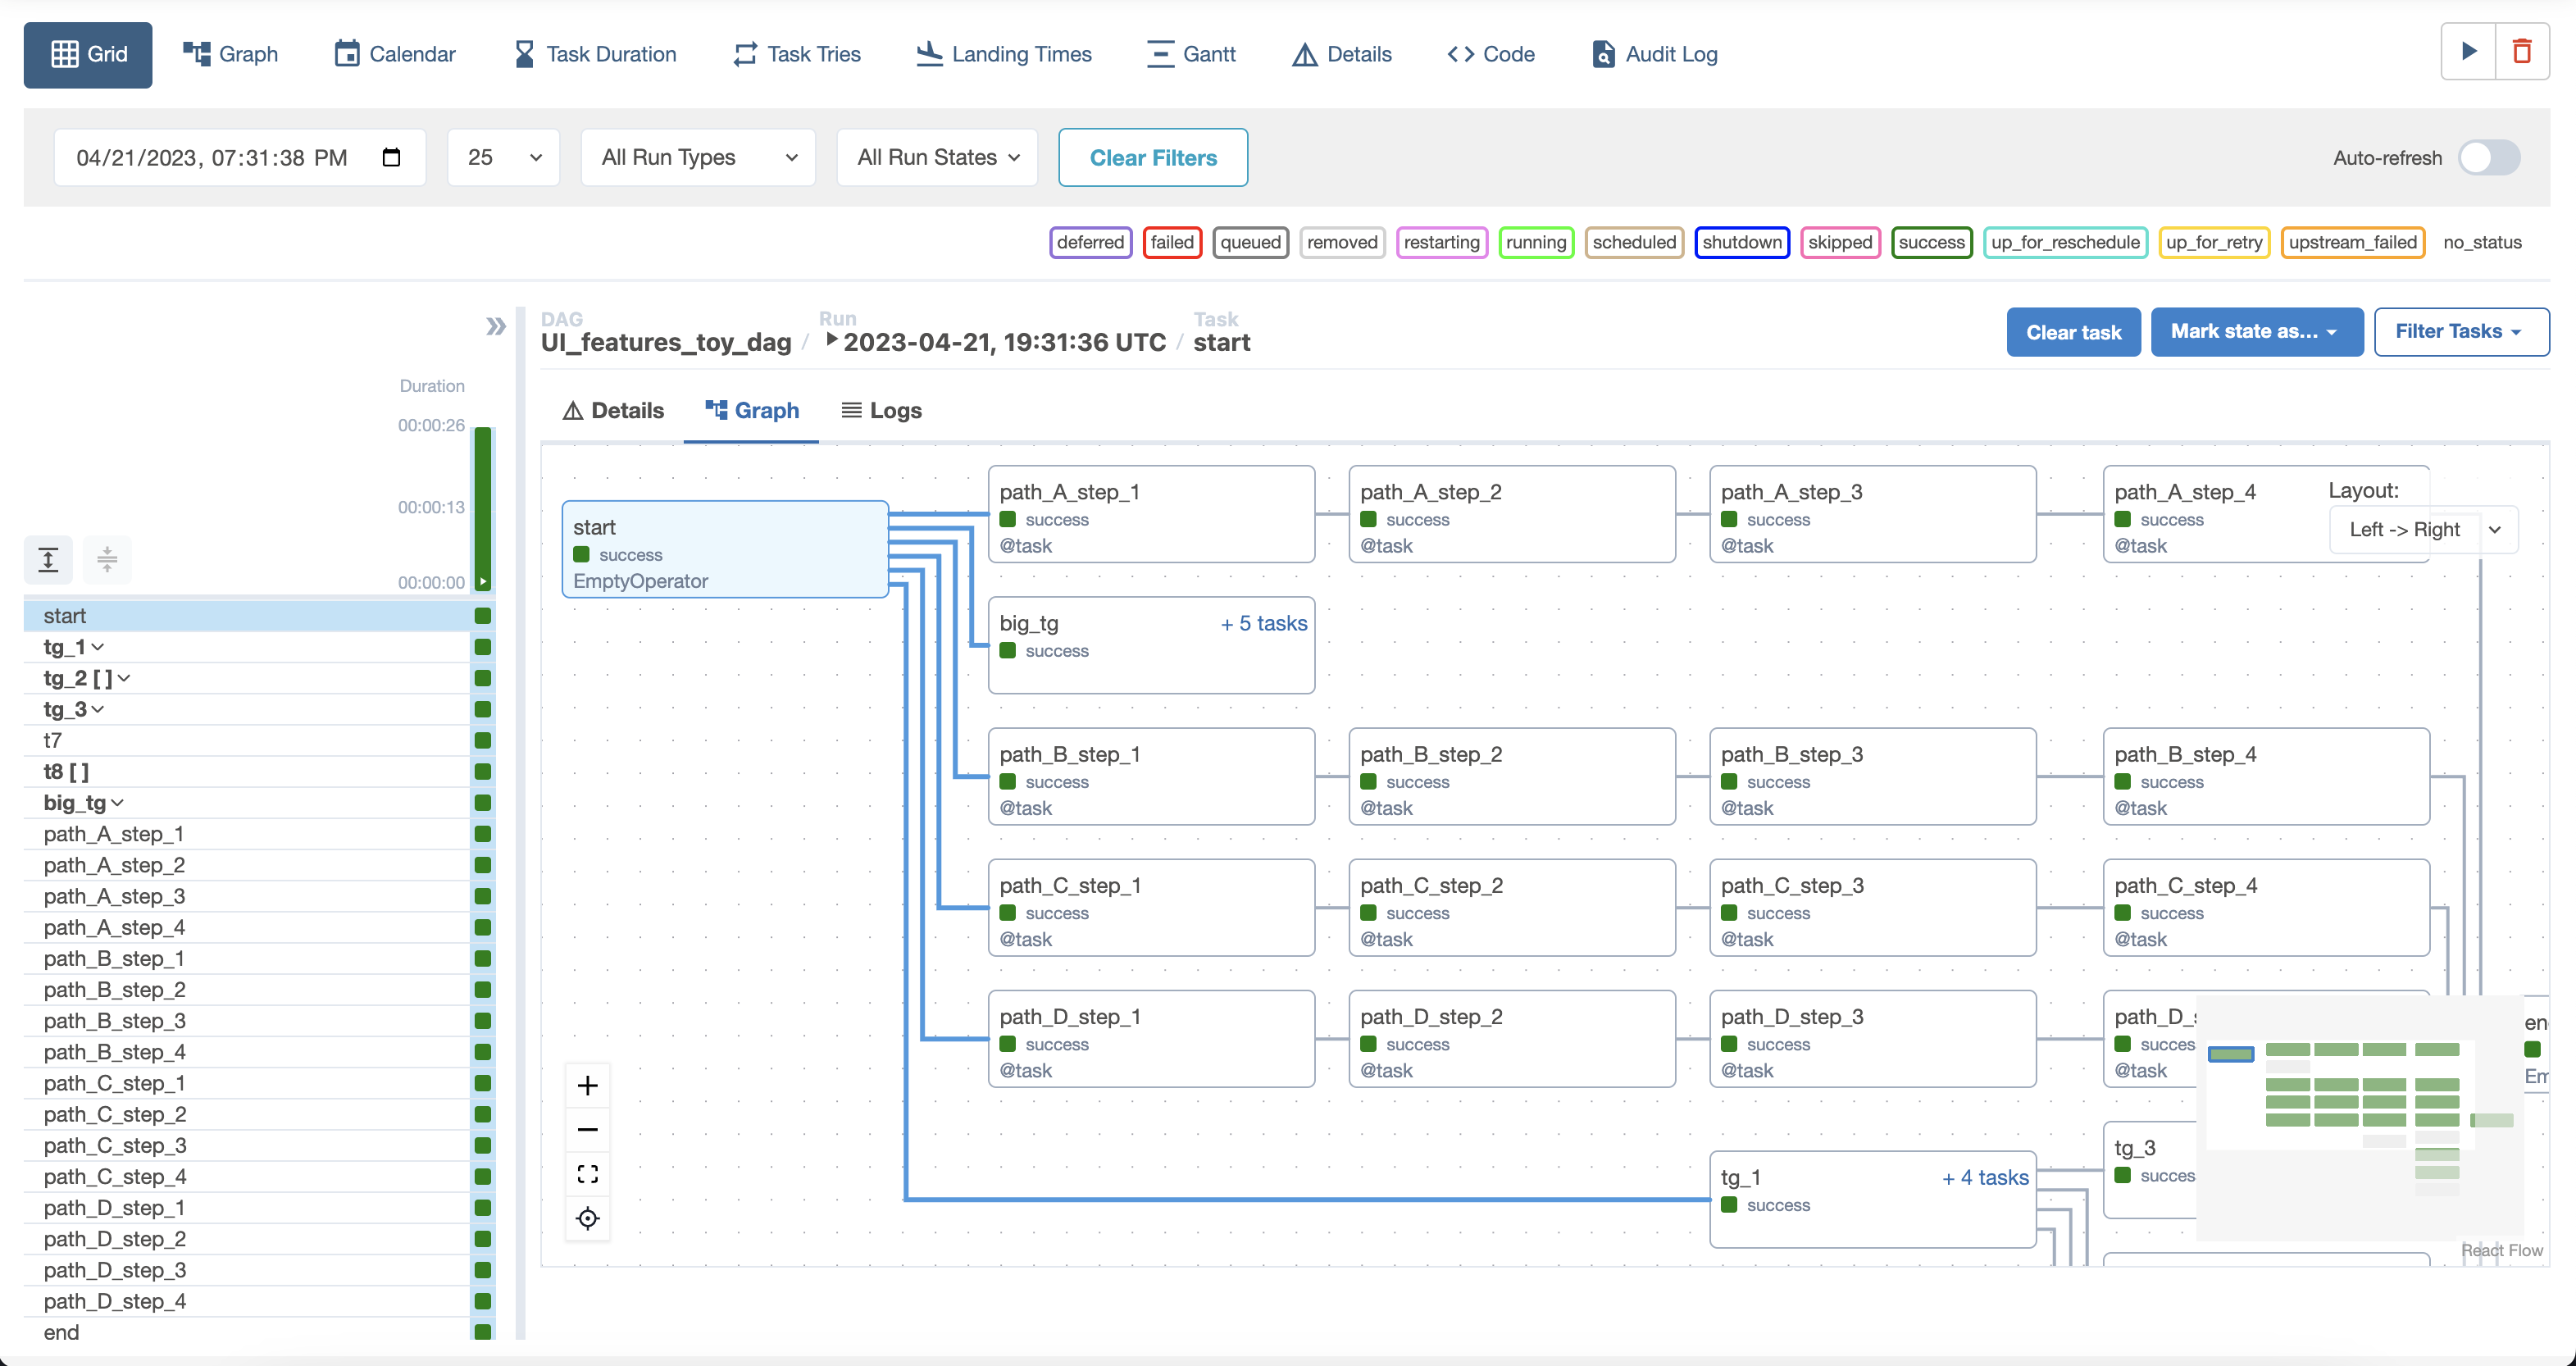 Grid Graph Calendar Task Duration Task Tries Landing Times Gantt Details Code Audit Log
04/21/2023, 07:31:38 PM 25 All Run Types All Run States Clear Filters Auto-refresh
deferred failed queued removed restarting running scheduled shutdown skipped success up_for_reschedule up_for_retry upstream_failed no_status
DAG Run Task
UI_features_toy_dag / 2023-04-21, 19:31:36 UTC / start
Clear task Mark state as... Filter Tasks
Duration
00:00:26
00:00:13
00:00:00
start
tg_1
tg_2 [ ]
tg_3
t7
t8 [ ]
big_tg
path_A_step_1
path_A_step_2
path_A_step_3
path_A_step_4
path_B_step_1
path_B_step_2
path_B_step_3
path_B_step_4
path_C_step_1
path_C_step_2
path_C_step_3
path_C_step_4
path_D_step_1
path_D_step_2
path_D_step_3
path_D_step_4
end
Details Graph Logs
start
success
EmptyOperator
path_A_step_1
success
@task
path_A_step_2
success
@task
path_A_step_3
success
@task
path_A_step_4
success
@task
Layout:
Left -> Right
big_tg + 5 tasks
success
path_B_step_1
success
@task
path_B_step_2
success
@task
path_B_step_3
success
@task
path_B_step_4
success
@task
path_C_step_1
success
@task
path_C_step_2
success
@task
path_C_step_3
success
@task
path_C_step_4
success
@task
path_D_step_1
success
@task
path_D_step_2
success
@task
path_D_step_3
success
@task
path_D_s
succes
@task
en
Em
tg_1 + 4 tasks
success
tg_3
succes
React Flow